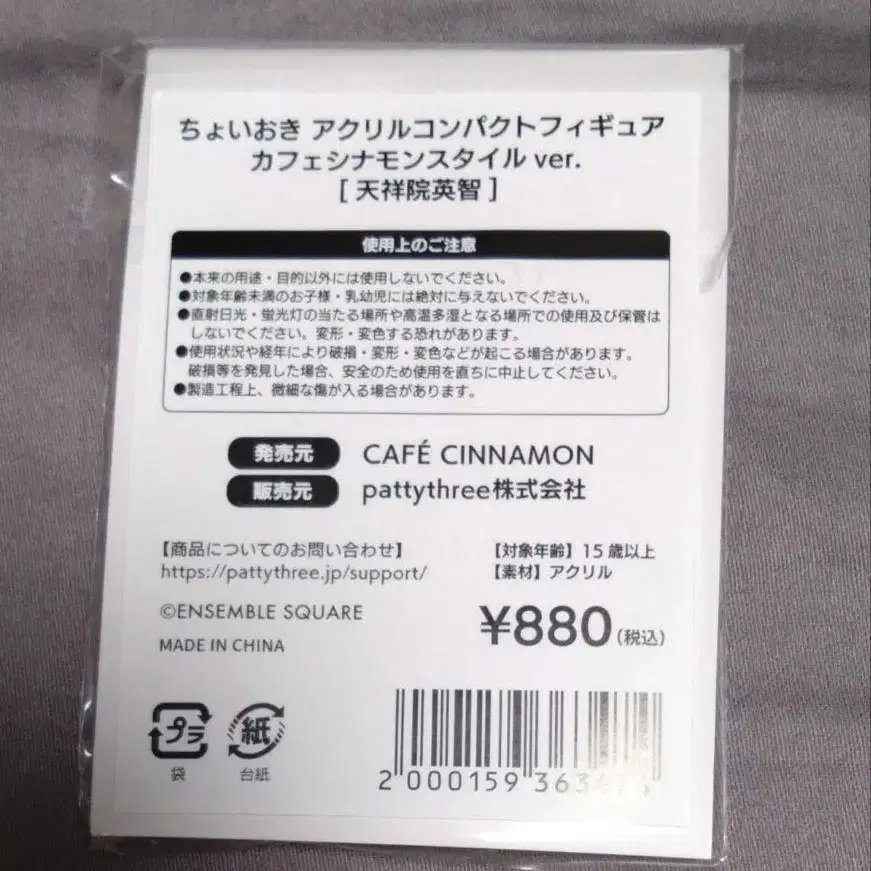 ちょいおき アクリルコンパクトフィギュア
カフェシナモンスタイル ver.
[ 天祥院英智 ]
使用上のご注意
●本来の用途・目的以外には使用しないでください。
●対象年齢未満のお子様・乳幼児には絶対に与えないでください。
●直射日光・蛍光灯の当たる場所や高温多湿となる場所での使用及び保管は
しないでください。変形・変色する恐れがあります。
●使用状況や経年により破損・変形・変色などが起こる場合があります。
破損等を発見した場合、安全のため使用を直ちに中止してください。
●製造工程上、微細な傷が入る場合があります。
発売元 CAFÉ CINNAMON
販売元 pattythree株式会社
【商品についてのお問い合わせ】
https://pattythree.jp/support/
【対象年齢】15歳以上
【素材】アクリル
©ENSEMBLE SQUARE
MADE IN CHINA
¥880(税込)
プラ
袋
紙
台紙
2 000159